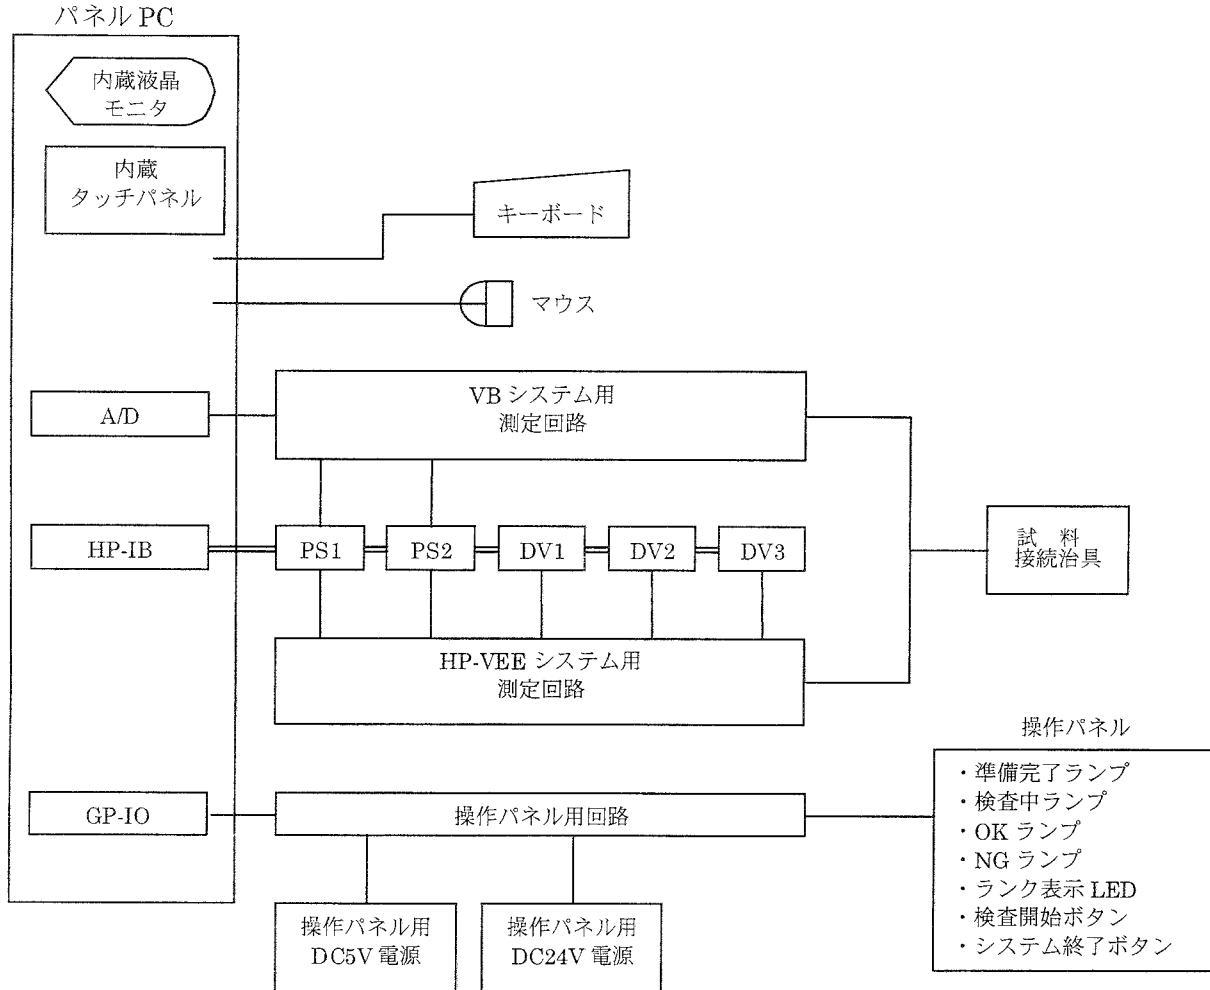 パネル PC
内蔵液晶
モニタ
内蔵
タッチパネル
キーボード
マウス
A/D
VB システム用
測定回路
HP-IB
PS1
PS2
DV1
DV2
DV3
試　料
接続治具
HP-VEE システム用
測定回路
操作パネル
・準備完了ランプ
・検査中ランプ
・OK ランプ
・NG ランプ
・ランク表示 LED
・検査開始ボタン
・システム終了ボタン
GP-IO
操作パネル用回路
操作パネル用
DC5V 電源
操作パネル用
DC24V 電源